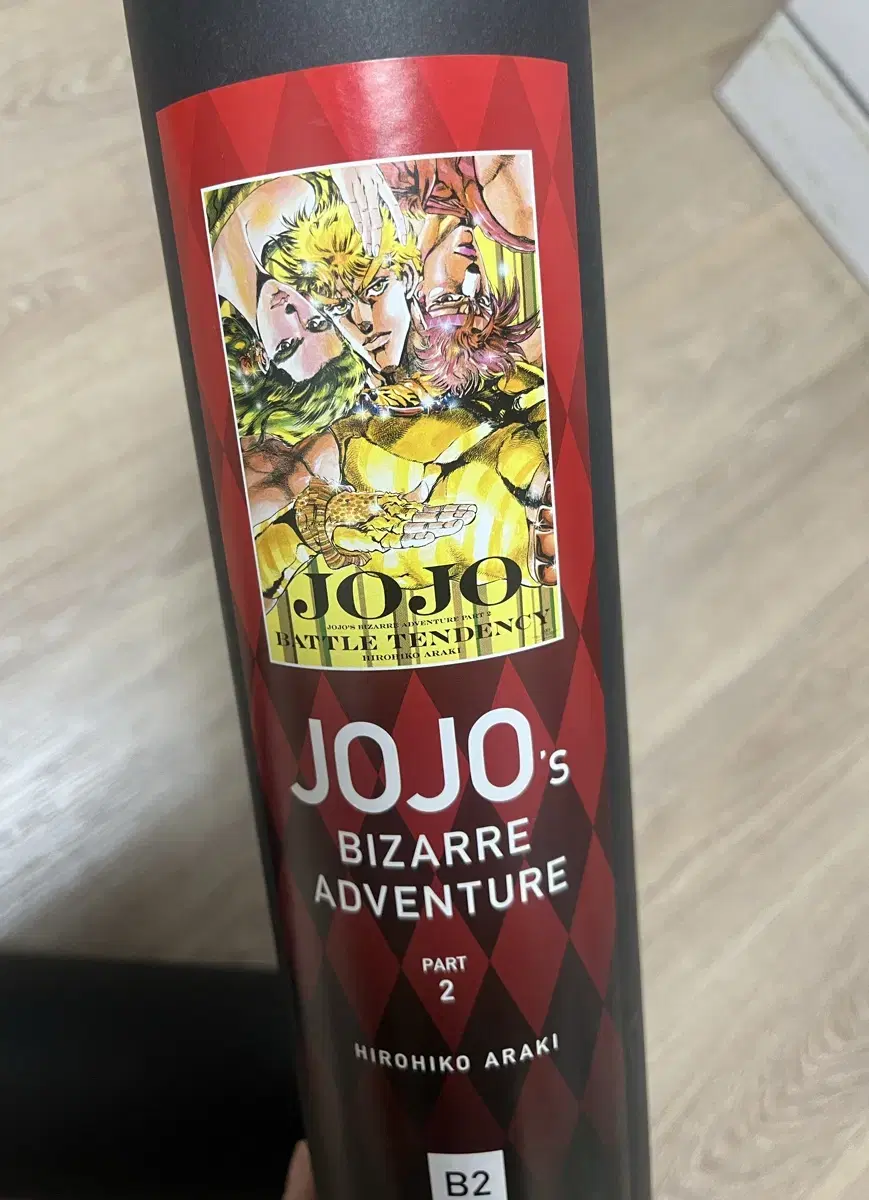 JOJO
JOJO'S BIZARRE ADVENTURE PART 2
BATTLE TENDENCY
HIROHIKO ARAKI
JOJO's
BIZARRE
ADVENTURE
PART
2
HIROHIKO ARAKI
B2